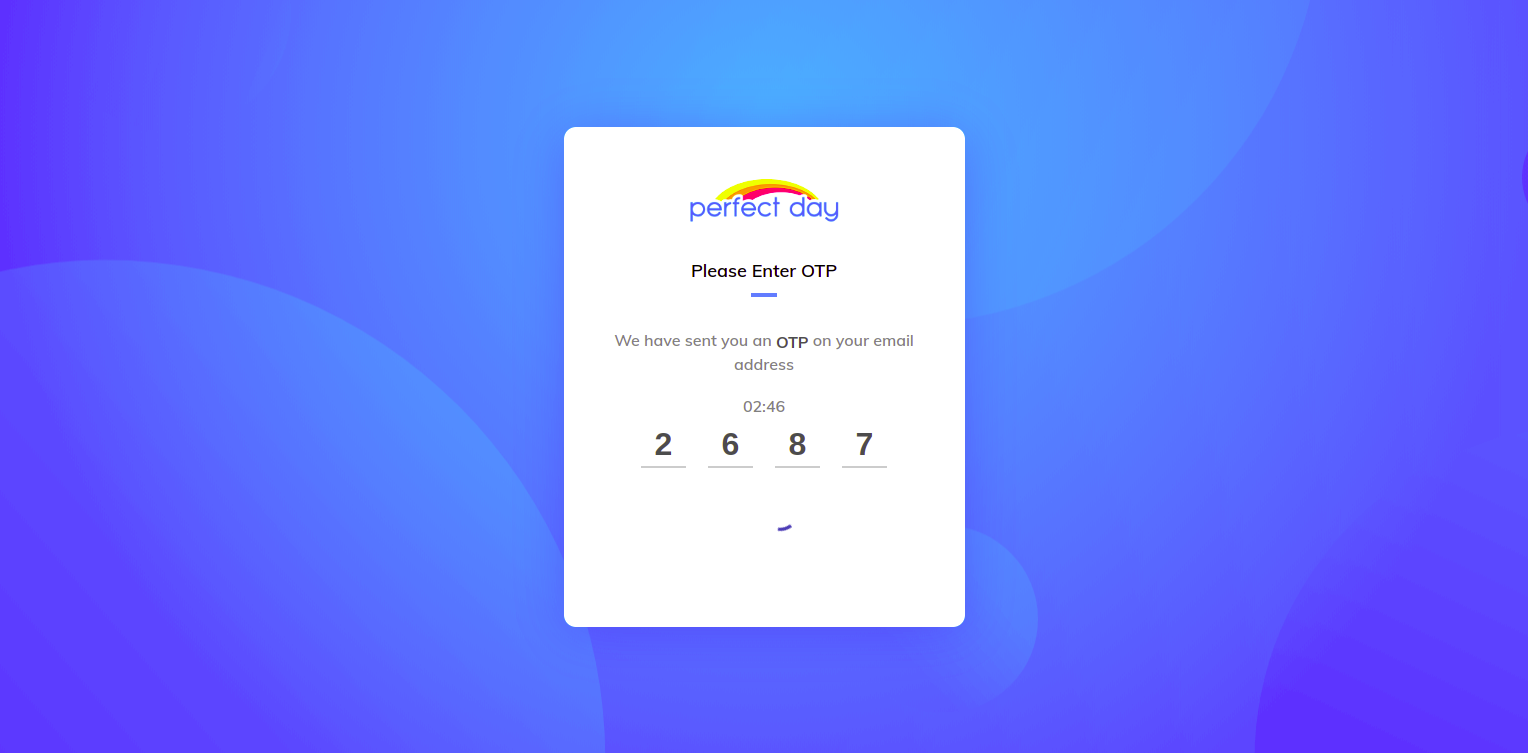 perfect day
Please Enter OTP
We have sent you an OTP on your email
address
02:46
2 6 8 7